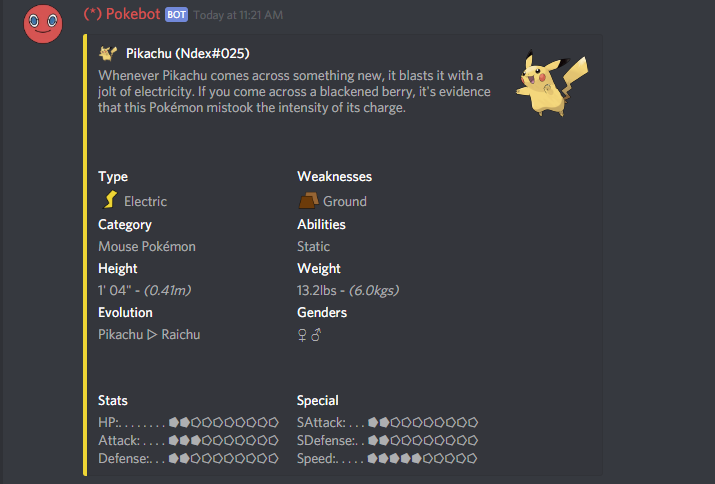 (*) Pokebot BOT Today at 11:21 AM
Pikachu (Ndex#025)
Whenever Pikachu comes across something new, it blasts it with a
jolt of electricity. If you come across a blackened berry, it's evidence
that this Pokémon mistook the intensity of its charge.
Type
Electric
Weaknesses
Ground
Category
Mouse Pokémon
Abilities
Static
Height
1' 04" - (0.41m)
Weight
13.2lbs - (6.0kgs)
Evolution
Pikachu ▷ Raichu
Genders
♀ ♂
Stats
HP:. . . . . . . . ⬟⬟⬠⬠⬠⬠⬠⬠⬠⬠
Attack: . . . . ⬟⬟⬟⬠⬠⬠⬠⬠⬠⬠
Defense:. . . ⬟⬟⬠⬠⬠⬠⬠⬠⬠⬠
Special
SAttack: . . . ⬟⬟⬠⬠⬠⬠⬠⬠⬠⬠
SDefense: . . ⬟⬟⬠⬠⬠⬠⬠⬠⬠⬠
Speed:. . . . . ⬟⬟⬟⬟⬟⬠⬠⬠⬠⬠